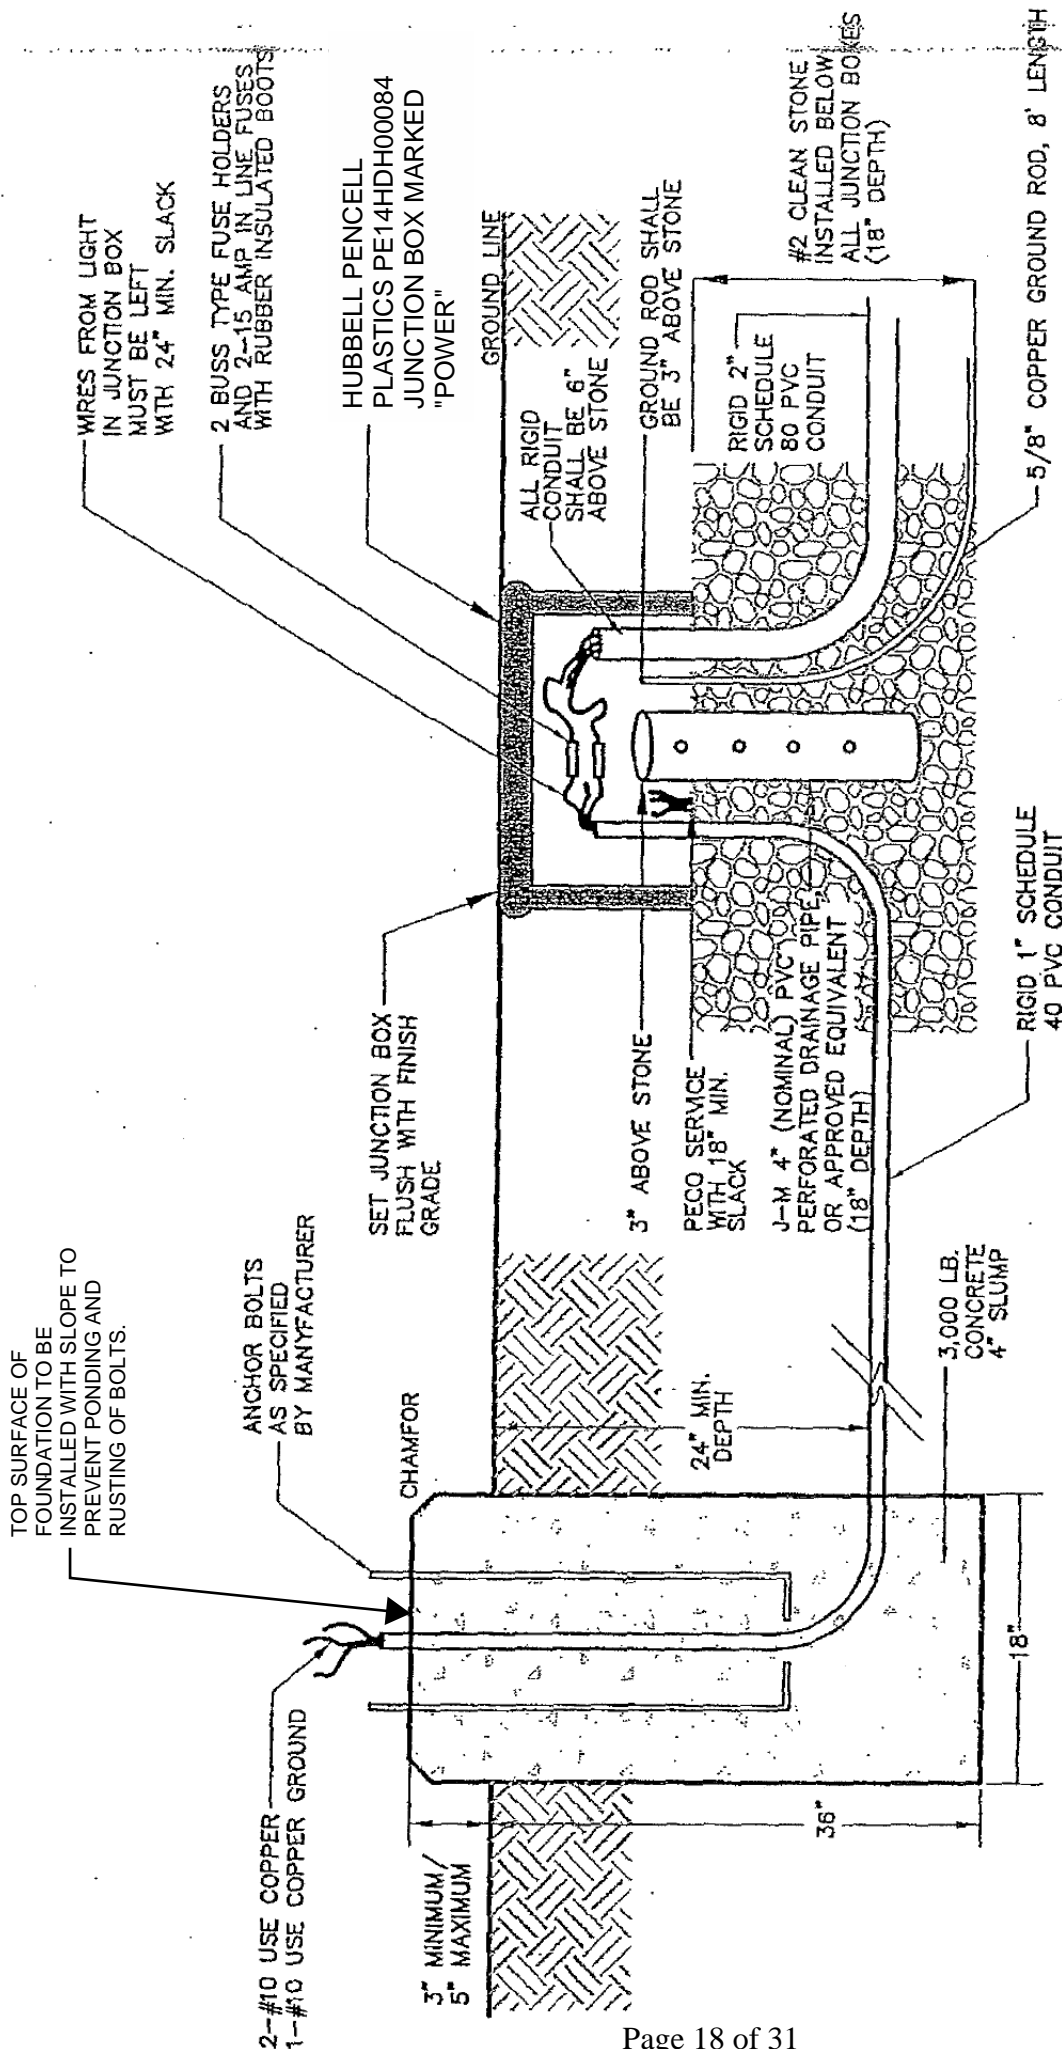 TOP SURFACE OF
FOUNDATION TO BE
INSTALLED WITH SLOPE TO
PREVENT PONDING AND
RUSTING OF BOLTS.
2-#10 USE COPPER
1-#10 USE COPPER GROUND
ANCHOR BOLTS
AS SPECIFIED
BY MANYFACTURER
CHAMFOR
3" MINIMUM
5" MAXIMUM
36"
18"
24" MIN.
DEPTH
3,000 LB.
CONCRETE
4" SLUMP
SET JUNCTION BOX
FLUSH WITH FINISH
GRADE
3" ABOVE STONE
PECO SERVICE
WITH 18" MIN.
SLACK
J-M 4" (NOMINAL) PVC
PERFORATED DRAINAGE PIPE
OR APPROVED EQUIVALENT
(18" DEPTH)
RIGID 1" SCHEDULE
40 PVC CONDUIT
WIRES FROM LIGHT
IN JUNCTION BOX
MUST BE LEFT
WITH 24" MIN. SLACK
2 BUSS TYPE FUSE HOLDERS
AND 2-15 AMP IN LINE FUSES
WITH RUBBER INSULATED BOOTS
HUBBELL PENCELL
PLASTICS PE14HDH00084
JUNCTION BOX MARKED
"POWER"
GROUND LINE
ALL RIGID
CONDUIT
SHALL BE 6"
ABOVE STONE
GROUND ROD SHALL
BE 3" ABOVE STONE
RIGID 2"
SCHEDULE
80 PVC
CONDUIT
#2 CLEAN STONE
INSTALLED BELOW
ALL JUNCTION BOXES
(18" DEPTH)
5/8" COPPER GROUND ROD, 8' LENGTH
Page 18 of 31